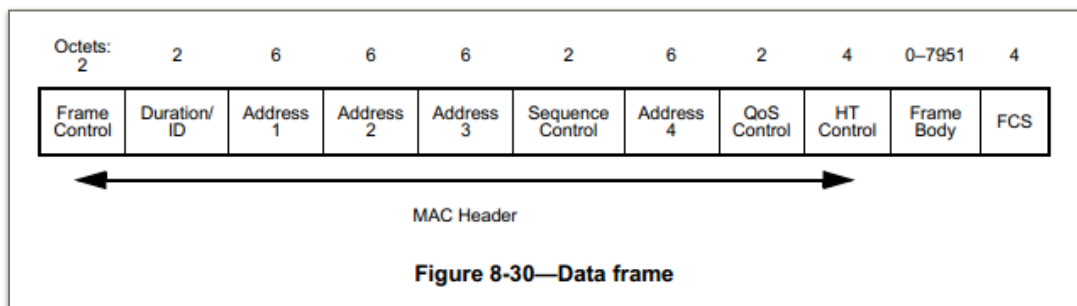 Octets:
2 2 6 6 6 2 6 2 4 0–7951 4
Frame Control Duration/ ID Address 1 Address 2 Address 3 Sequence Control Address 4 QoS Control HT Control Frame Body FCS
MAC Header
Figure 8-30—Data frame